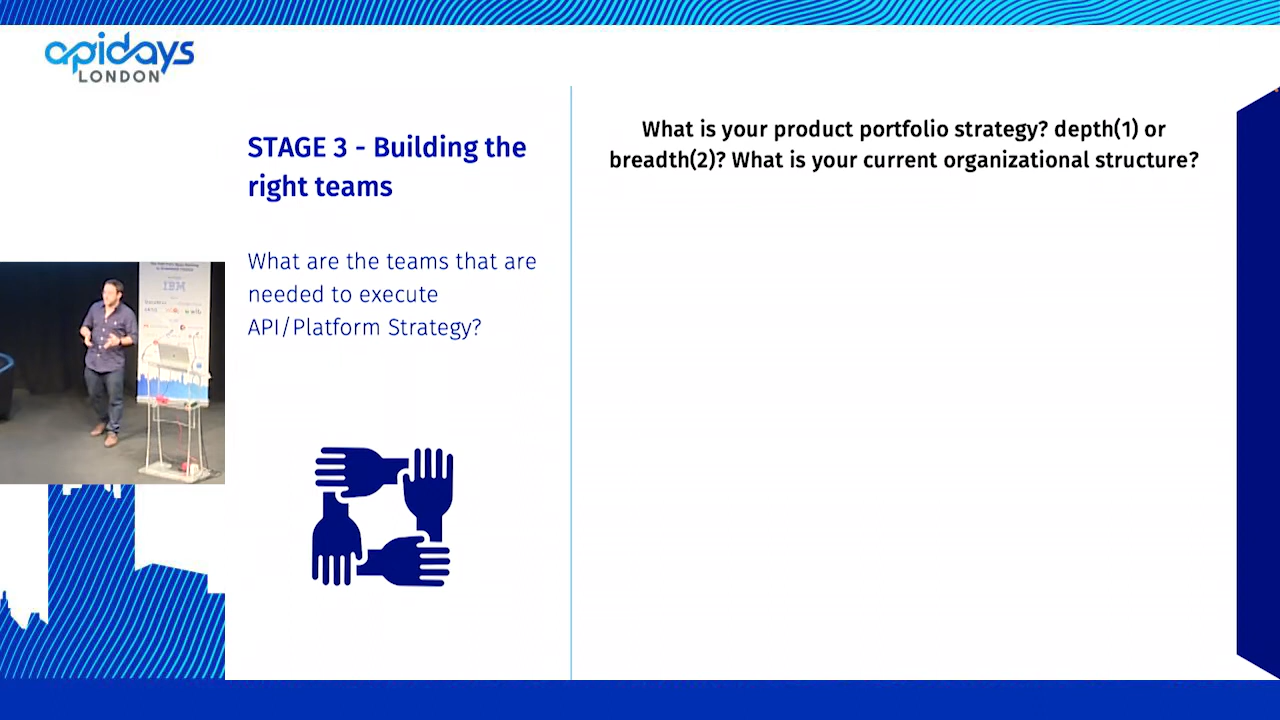 apidays
LONDON
STAGE 3 - Building the
right teams
What are the teams that are
needed to execute
API/Platform Strategy?
What is your product portfolio strategy? depth(1) or
breadth(2)? What is your current organizational structure?
IBM